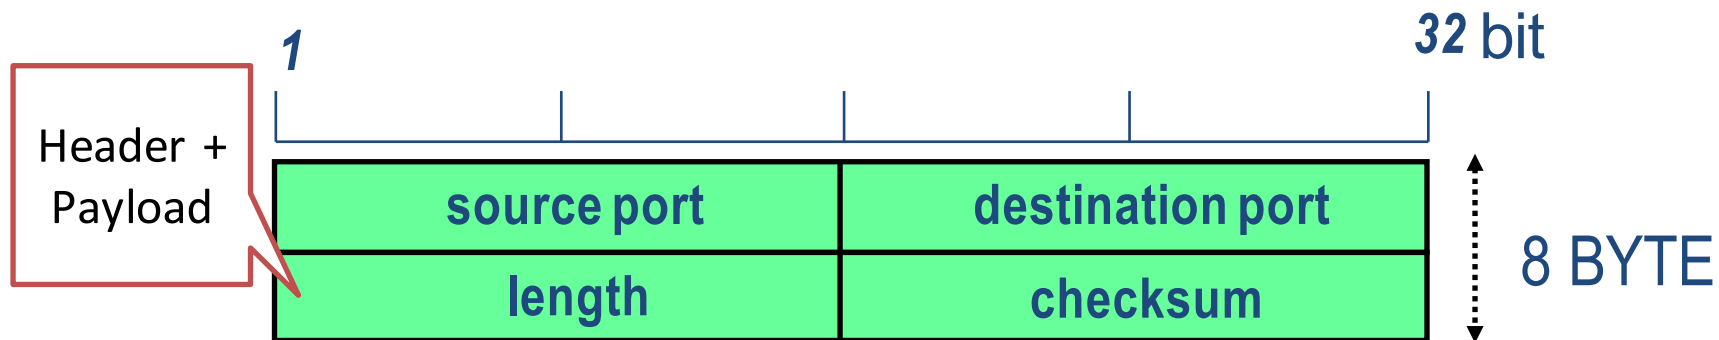 1
32 bit
Header +
Payload
source port
destination port
length
checksum
8 BYTE